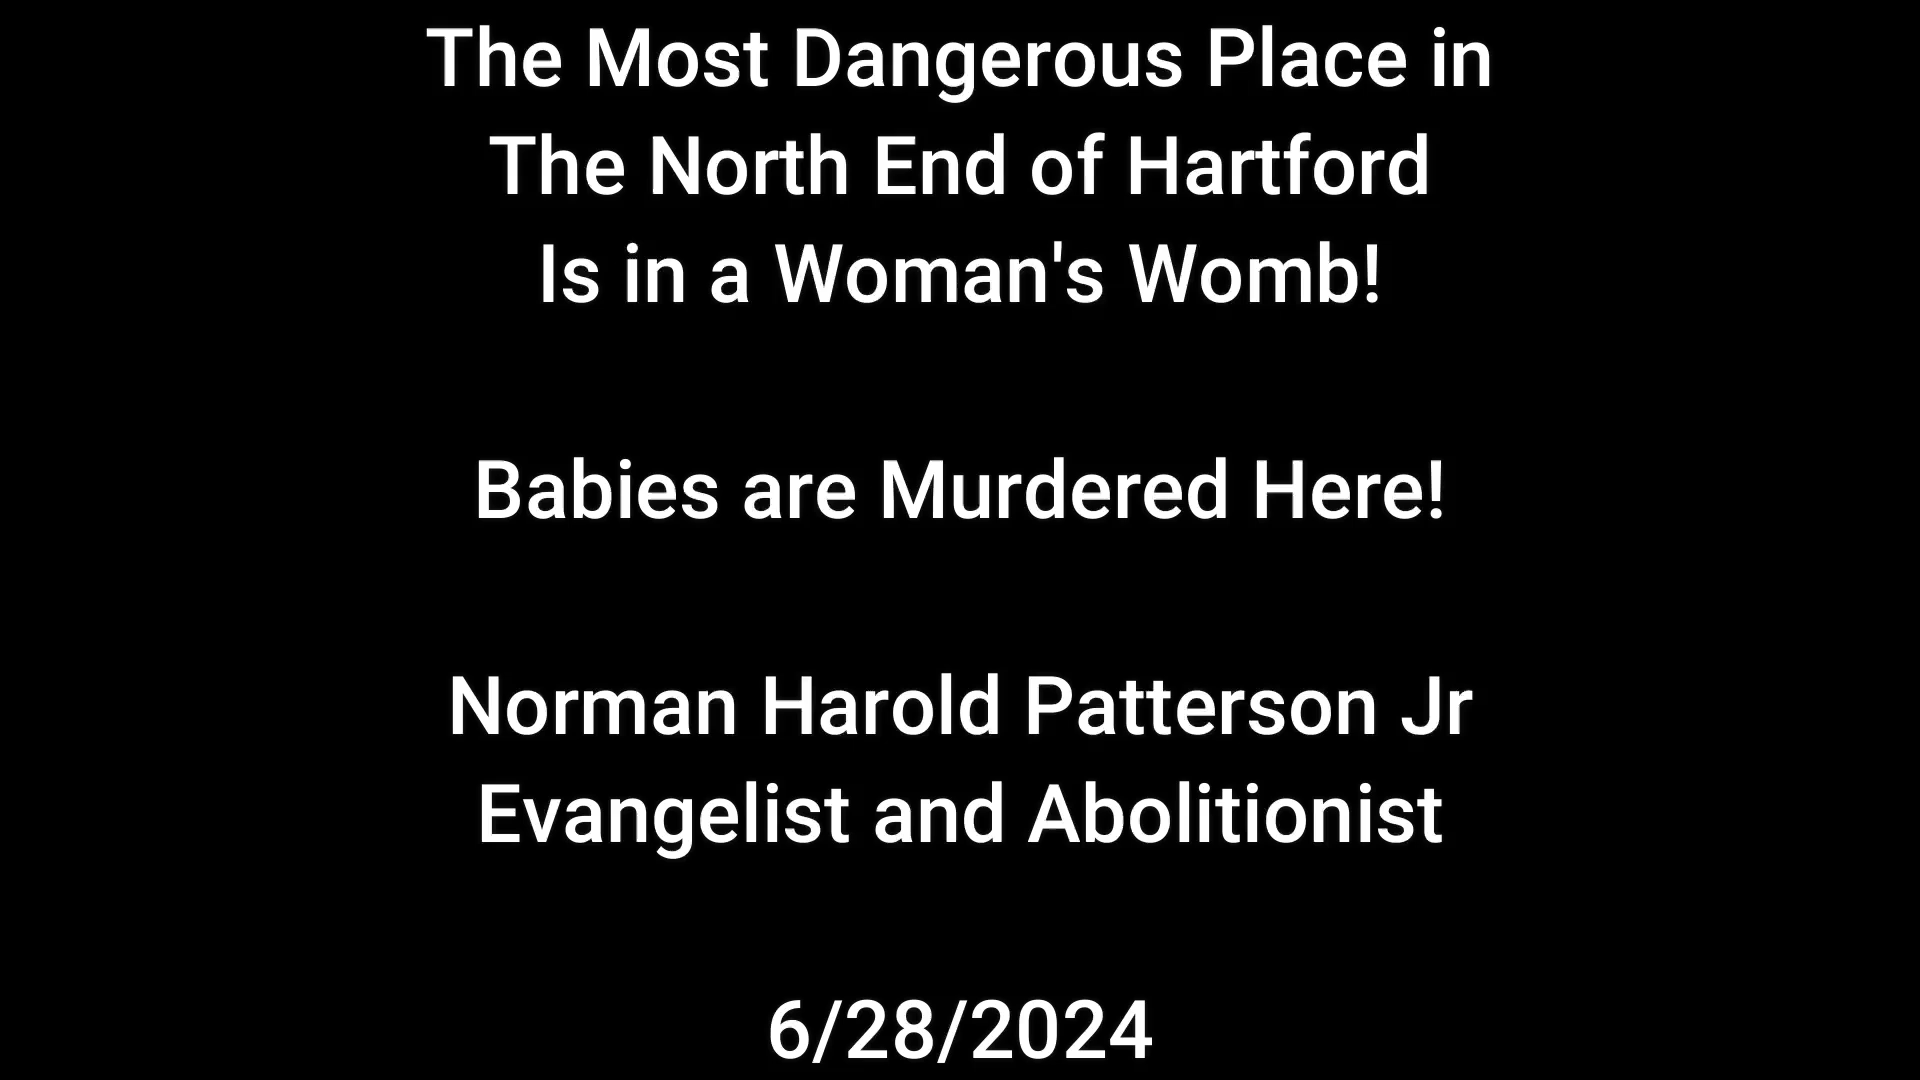 The Most Dangerous Place in
The North End of Hartford
Is in a Woman's Womb!
Babies are Murdered Here!
Norman Harold Patterson Jr
Evangelist and Abolitionist
6/28/2024